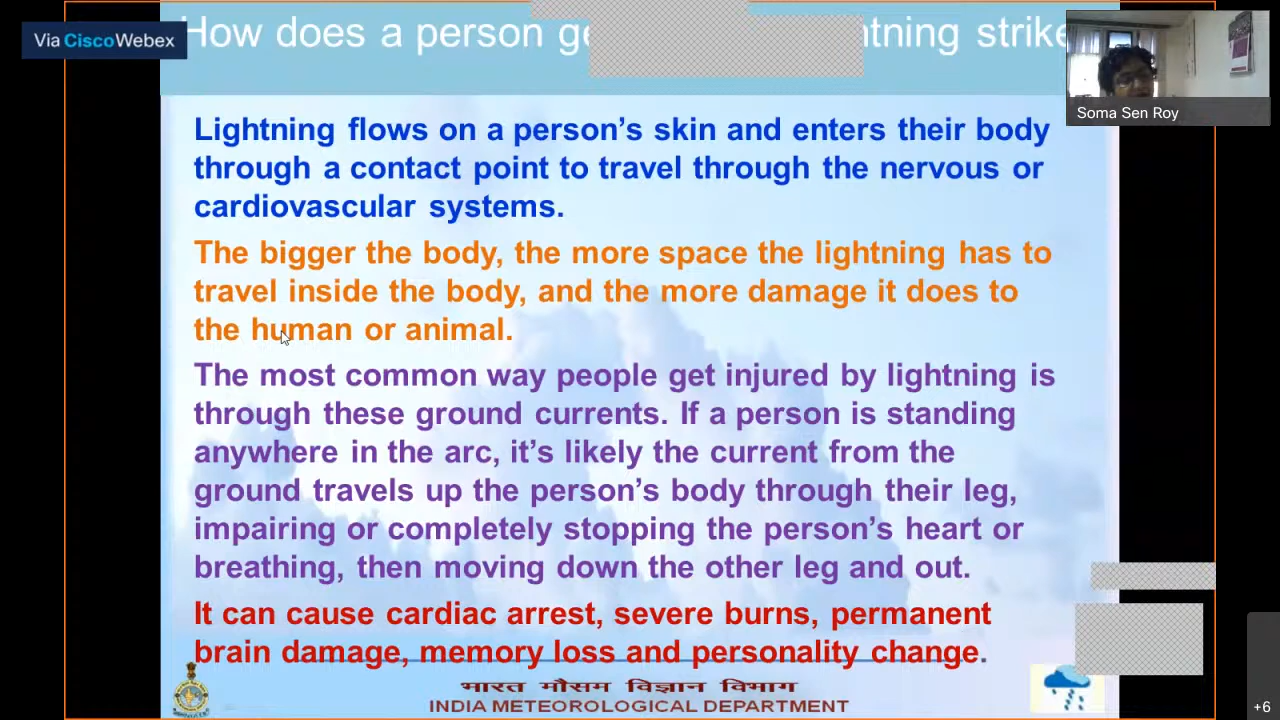 Via Cisco Webex
How does a person ge
tning strike
Soma Sen Roy
Lightning flows on a person's skin and enters their body
through a contact point to travel through the nervous or
cardiovascular systems.
The bigger the body, the more space the lightning has to
travel inside the body, and the more damage it does to
the human or animal.
The most common way people get injured by lightning is
through these ground currents. If a person is standing
anywhere in the arc, it's likely the current from the
ground travels up the person's body through their leg,
impairing or completely stopping the person's heart or
breathing, then moving down the other leg and out.
It can cause cardiac arrest, severe burns, permanent
brain damage, memory loss and personality change.
भारत मौसम विज्ञान विभाग
INDIA METEOROLOGICAL DEPARTMENT
+6